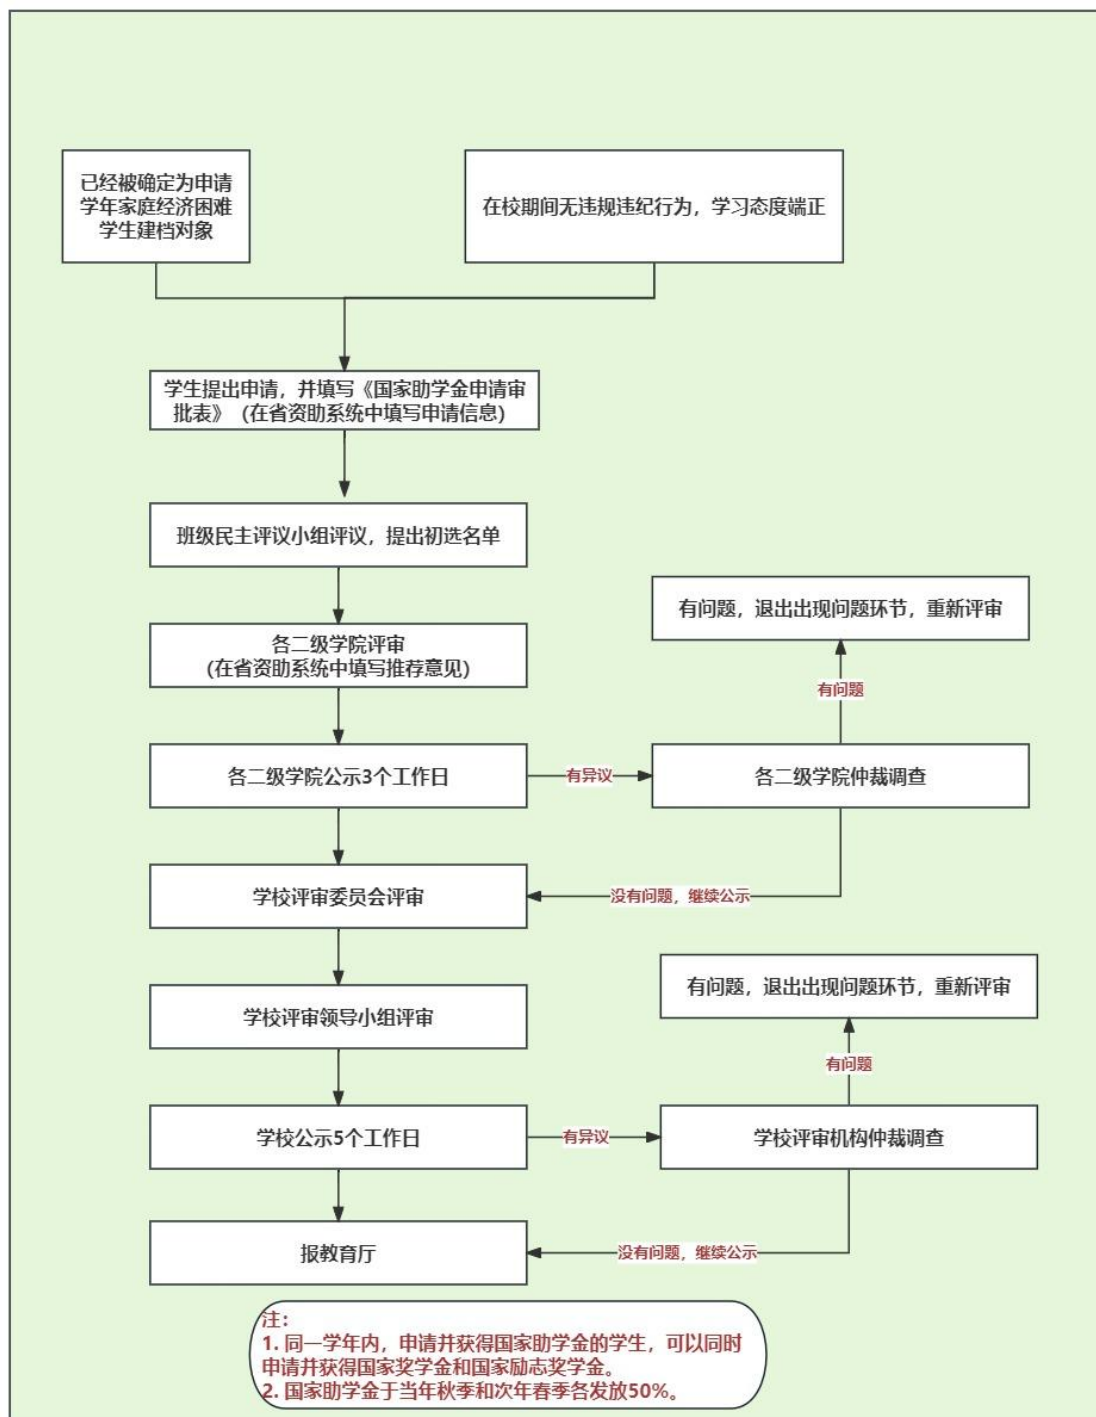 已经被确定为申请
学年家庭经济困难
学生建档对象
在校期间无违规违纪行为，学习态度端正
学生提出申请，并填写《国家助学金申请审
批表》（在省资助系统中填写申请信息）
班级民主评议小组评议，提出初选名单
各二级学院评审
（在省资助系统中填写推荐意见）
有问题，退出出现问题环节，重新评审
有问题
各二级学院公示3个工作日
有异议
各二级学院仲裁调查
学校评审委员会评审
没有问题，继续公示
学校评审领导小组评审
有问题，退出出现问题环节，重新评审
有问题
学校公示5个工作日
有异议
学校评审机构仲裁调查
报教育厅
没有问题，继续公示
注：
1. 同一学年内，申请并获得国家助学金的学生，可以同时
申请并获得国家奖学金和国家励志奖学金。
2. 国家助学金于当年秋季和次年春季各发放50%。